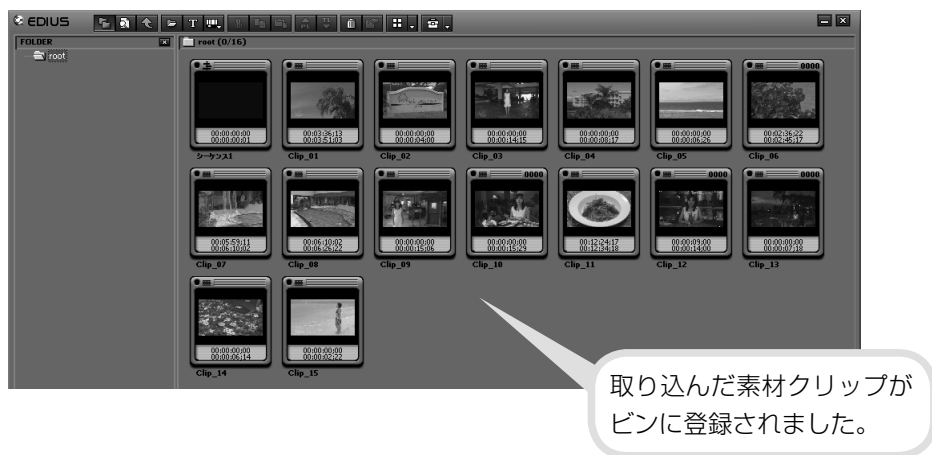 EDIUS
T
FOLDER
root (0/16)
root
0000
00:00:00;00 00:03:36;13 00:00:00;00 00:00:00;00 00:00:00;00 00:00:00;00 00:02:36;22
00:00:00;01 00:03:51;03 00:00:04;00 00:00:14;15 00:00:08;17 00:00:06;26 00:02:45;17
シーケンス1 Clip_01 Clip_02 Clip_03 Clip_04 Clip_05 Clip_06
0000 0000 0000
00:05:59;11 00:06:10;02 00:00:00;00 00:00:00;00 00:12:24;17 00:00:09;00 00:00:00;00
00:06:10;02 00:06:26;22 00:00:15;06 00:00:15;29 00:12:34;18 00:00:14;00 00:00:07;18
Clip_07 Clip_08 Clip_09 Clip_10 Clip_11 Clip_12 Clip_13
00:00:00;00 00:00:00;00
00:00:06;14 00:00:02;22
Clip_14 Clip_15
取り込んだ素材クリップが
ビンに登録されました。